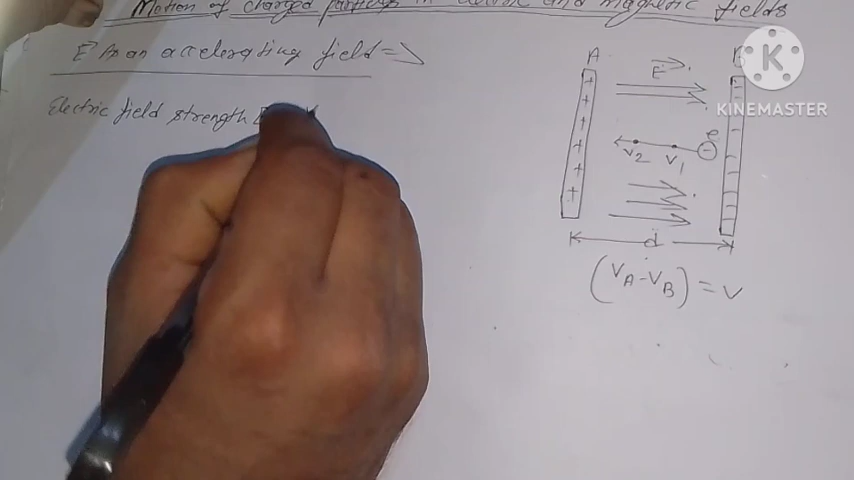 Motion of charged particles in electric and magnetic fields
E As an accelerating field =>
Electric field strength
A
B
E
e
V2 V1
d
(VA-VB) = V
KINEMASTER